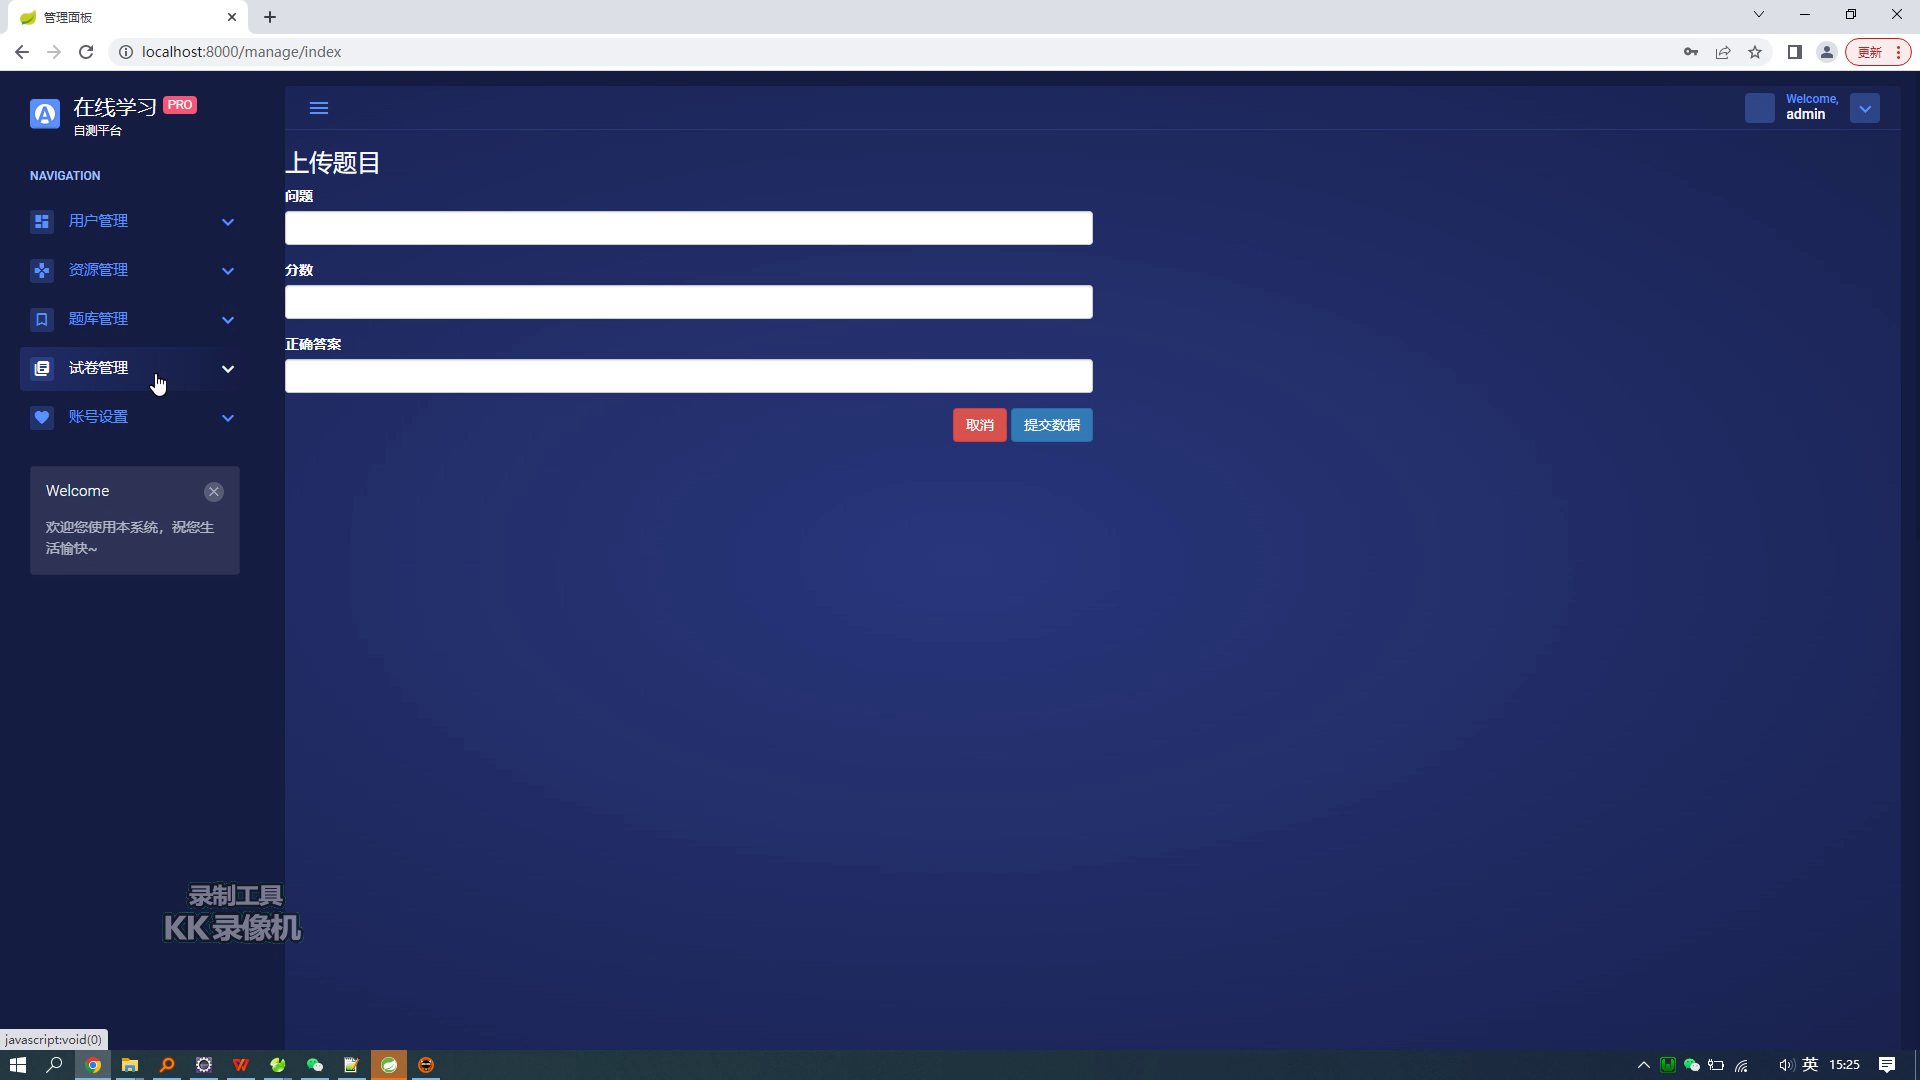 管理面板
localhost:8000/manage/index
更新
在线学习 PRO
自测平台
Welcome,
admin
NAVIGATION
用户管理
资源管理
题库管理
试卷管理
账号设置
上传题目
问题
分数
正确答案
取消 提交数据
Welcome
欢迎您使用本系统，祝您生
活愉快~
录制工具
KK录像机
javascript:void(0)
英 15:25